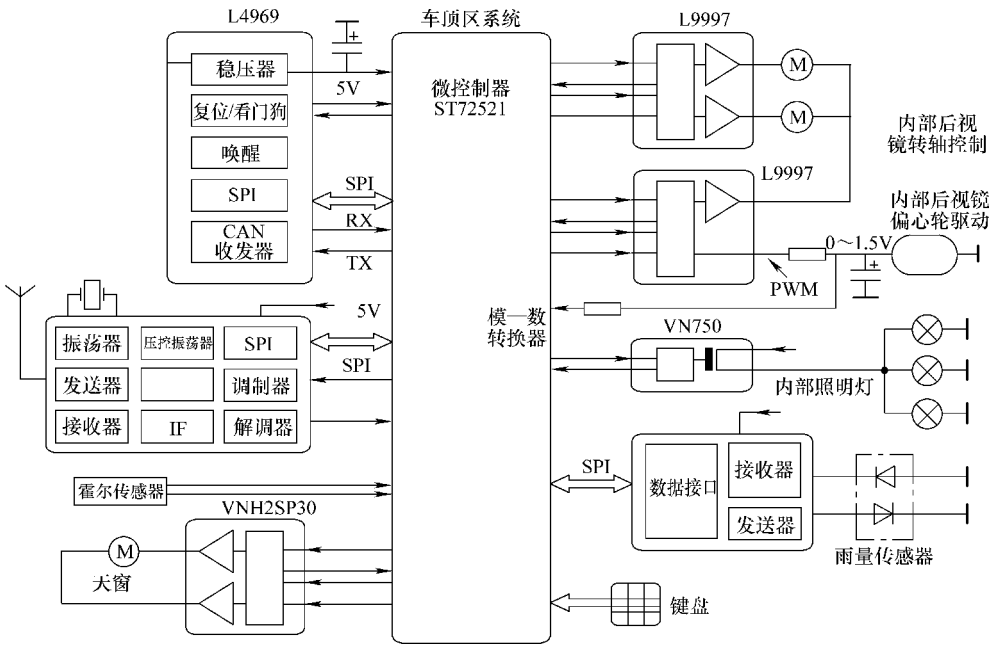 L4969
稳压器
5V
复位/看门狗
唤醒
SPI
CAN
收发器
SPI
RX
TX
5V
SPI
振荡器
压控振荡器
SPI
发送器
调制器
接收器
IF
解调器
霍尔传感器
VNH2SP30
M
天窗
车顶区系统
微控制器
ST72521
模—数
转换器
L9997
M
M
内部后视
镜转轴控制
L9997
内部后视镜
偏心轮驱动
0～1.5V
PWM
VN750
内部照明灯
SPI
数据接口
接收器
发送器
雨量传感器
键盘